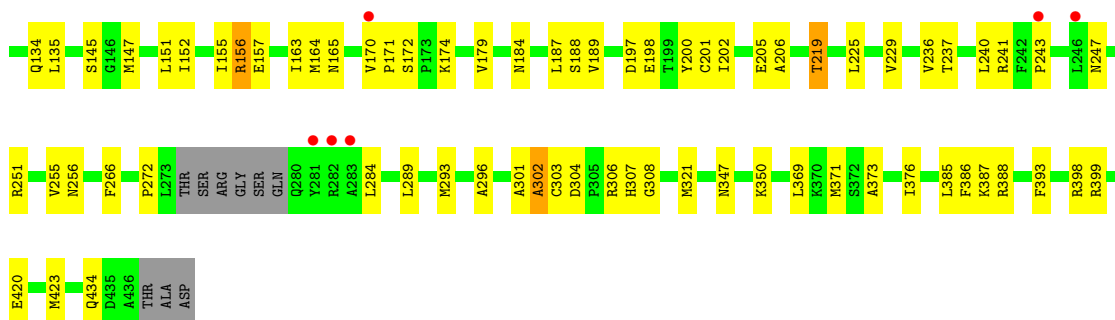 Q134 L135 S145 G146 M147 L151 I152 I155 R156 E157 I163 M164 N165 V170 P171 S172 P173 K174 V179 N184 L187 S188 V189 D197 E198 T199 Y200 C201 I202 E205 A206 T219 L225 V229 V236 T237 L240 R241 F242 P243 L246 N247
R251 V255 N256 F266 P272 L273 THR SER ARG GLY SER GLN Q280 Y281 R282 A283 L284 L289 M293 A296 A301 A302 C303 D304 P305 R306 H307 G308 M321 N347 K350 L369 K370 M371 S372 A373 I376 L385 F386 K387 R388 F393 R398 R399
E420 M423 Q434 D435 A436 THR ALA ASP